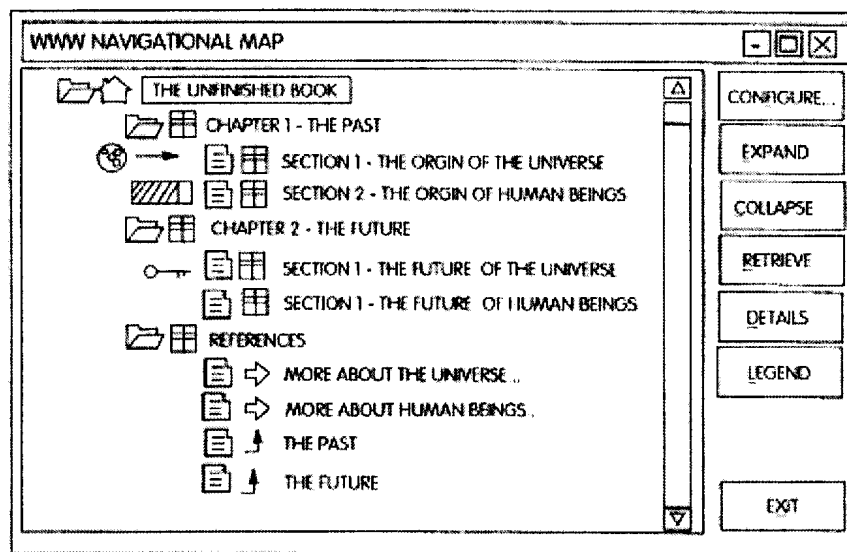 WWW NAVIGATIONAL MAP
THE UNFINISHED BOOK
CHAPTER 1 - THE PAST
SECTION 1 - THE ORGIN OF THE UNIVERSE
SECTION 2 - THE ORGIN OF HUMAN BEINGS
CHAPTER 2 - THE FUTURE
SECTION 1 - THE FUTURE OF THE UNIVERSE
SECTION 1 - THE FUTURE OF HUMAN BEINGS
REFERENCES
MORE ABOUT THE UNIVERSE ..
MORE ABOUT HUMAN BEINGS .
THE PAST
THE FUTURE
CONFIGURE...
EXPAND
COLLAPSE
RETRIEVE
DETAILS
LEGEND
EXIT